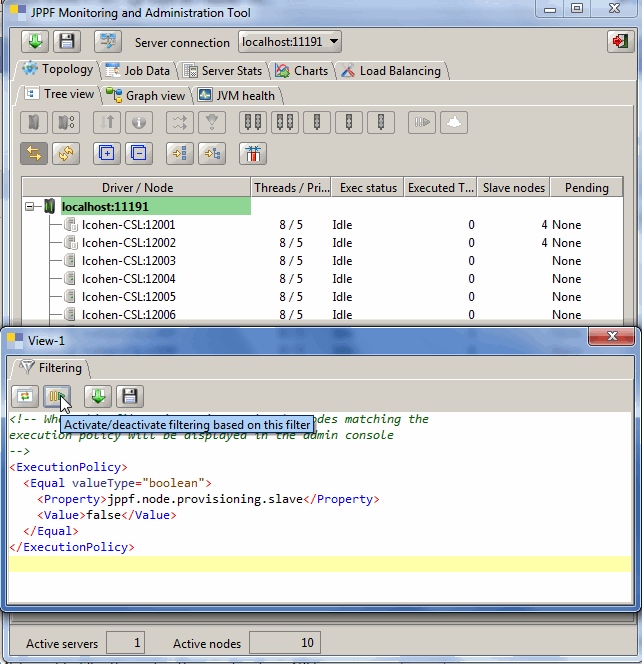 JPPF Monitoring and Administration Tool
Server connection localhost:11191
Topology Job Data Server Stats Charts Load Balancing
Tree view Graph view JVM health
Driver / Node Threads / Pri... Exec status Executed T... Slave nodes Pending
localhost:11191
lcohen-CSL:12001 8 / 5 Idle 0 4 None
lcohen-CSL:12002 8 / 5 Idle 0 4 None
lcohen-CSL:12003 8 / 5 Idle 0 None
lcohen-CSL:12004 8 / 5 Idle 0 None
lcohen-CSL:12005 8 / 5 Idle 0 None
lcohen-CSL:12006 8 / 5 Idle 0 None
View-1
Filtering
Activate/deactivate filtering based on this filter
<!-- odes matching the
execution policy will be displayed in the admin console
-->
<ExecutionPolicy>
<Equal valueType="boolean">
<Property>jppf.node.provisioning.slave</Property>
<Value>false</Value>
</Equal>
</ExecutionPolicy>
Active servers 1 Active nodes 10